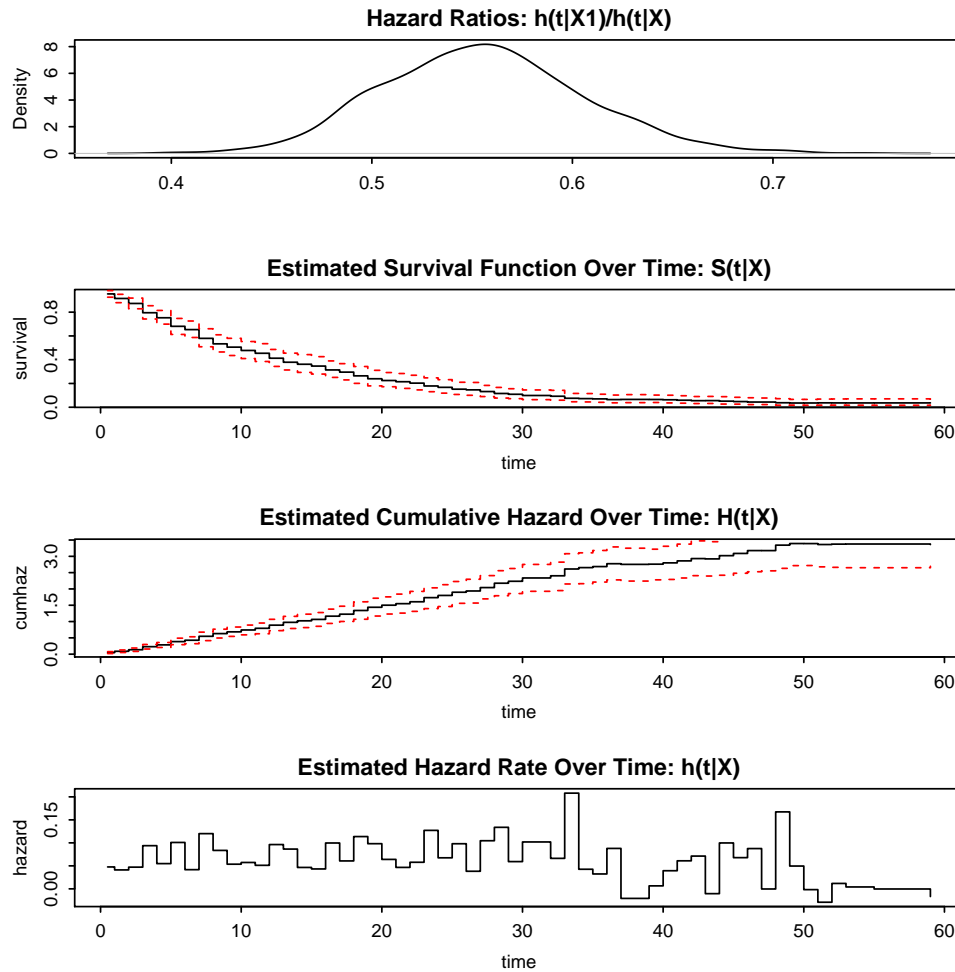 Hazard Ratios: h(t|X1)/h(t|X)
Density
0 2 4 6 8
0.4 0.5 0.6 0.7
Estimated Survival Function Over Time: S(t|X)
survival
0.0 0.4 0.8
0 10 20 30 40 50 60
time
Estimated Cumulative Hazard Over Time: H(t|X)
cumhaz
0.0 1.5 3.0
0 10 20 30 40 50 60
time
Estimated Hazard Rate Over Time: h(t|X)
hazard
0.00 0.15
0 10 20 30 40 50 60
time